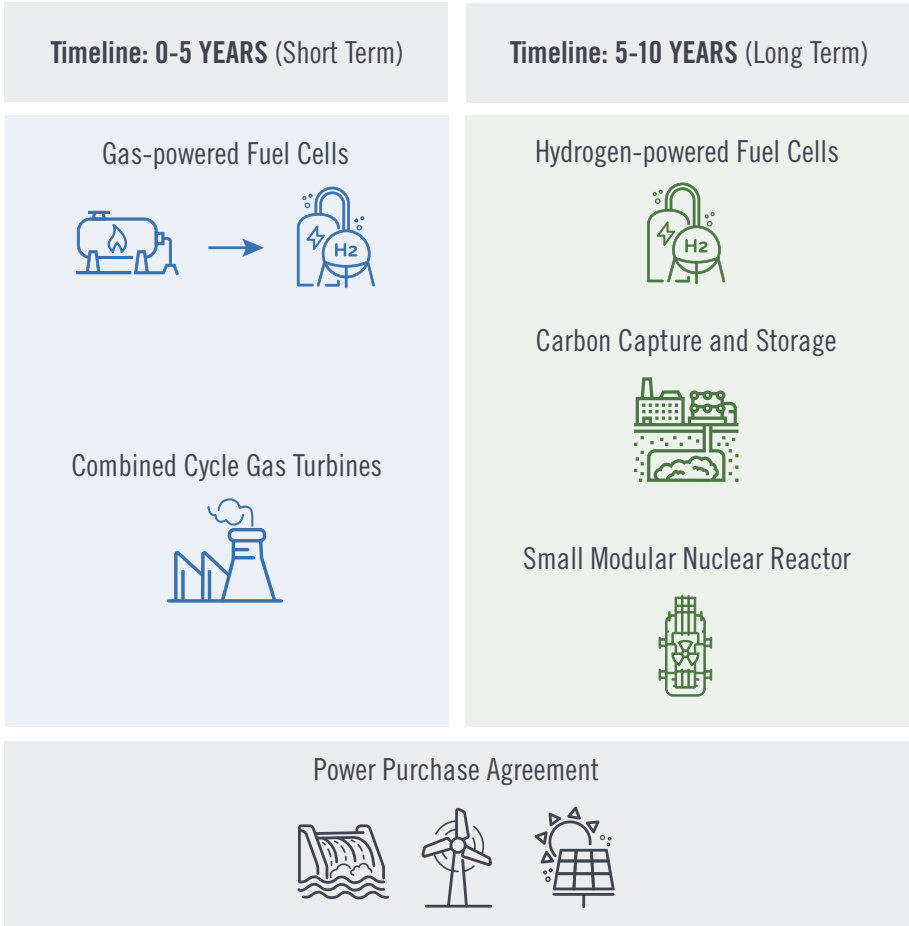 Timeline: 0-5 YEARS (Short Term)
Timeline: 5-10 YEARS (Long Term)
Gas-powered Fuel Cells
H2
Combined Cycle Gas Turbines
Hydrogen-powered Fuel Cells
H2
Carbon Capture and Storage
Small Modular Nuclear Reactor
Power Purchase Agreement